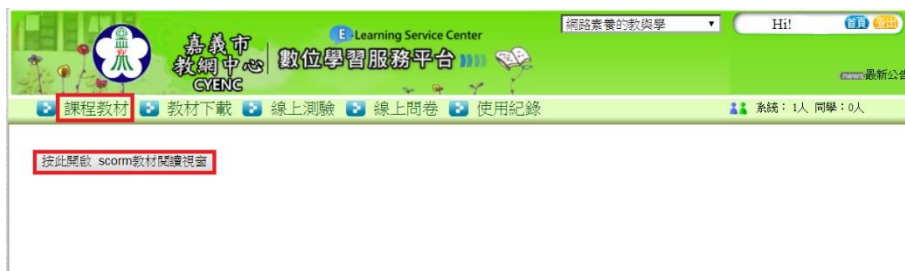 嘉義市
教網中心
CYENC
E-Learning Service Center
數位學習服務平台
網路素養的教與學
Hi!
首頁 登出
news 最新公告
課程教材 教材下載 線上測驗 線上問卷 使用紀錄
系統：1人 同學：0人
按此開啟 scorm教材閱讀視窗